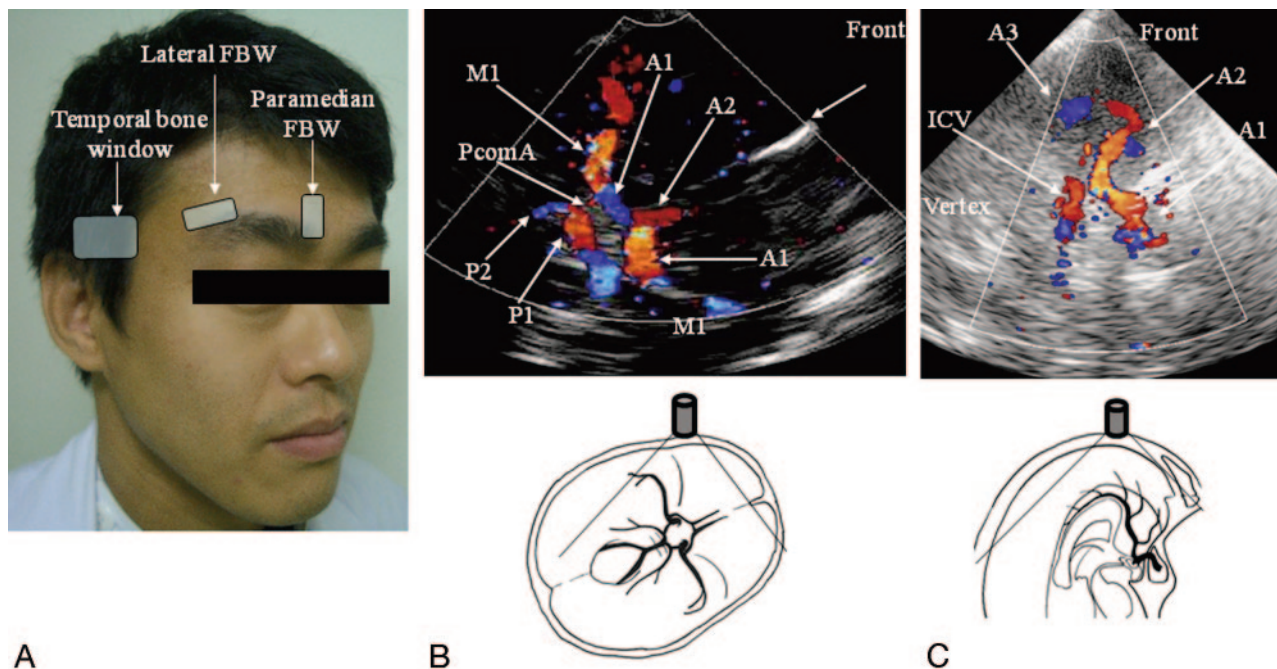 Lateral FBW
Paramedian
FBW
Temporal bone
window
A
Front
A1
M1
A2
PcomA
P2
P1
A1
M1
B
A3
Front
A2
ICV
A1
Vertex
C